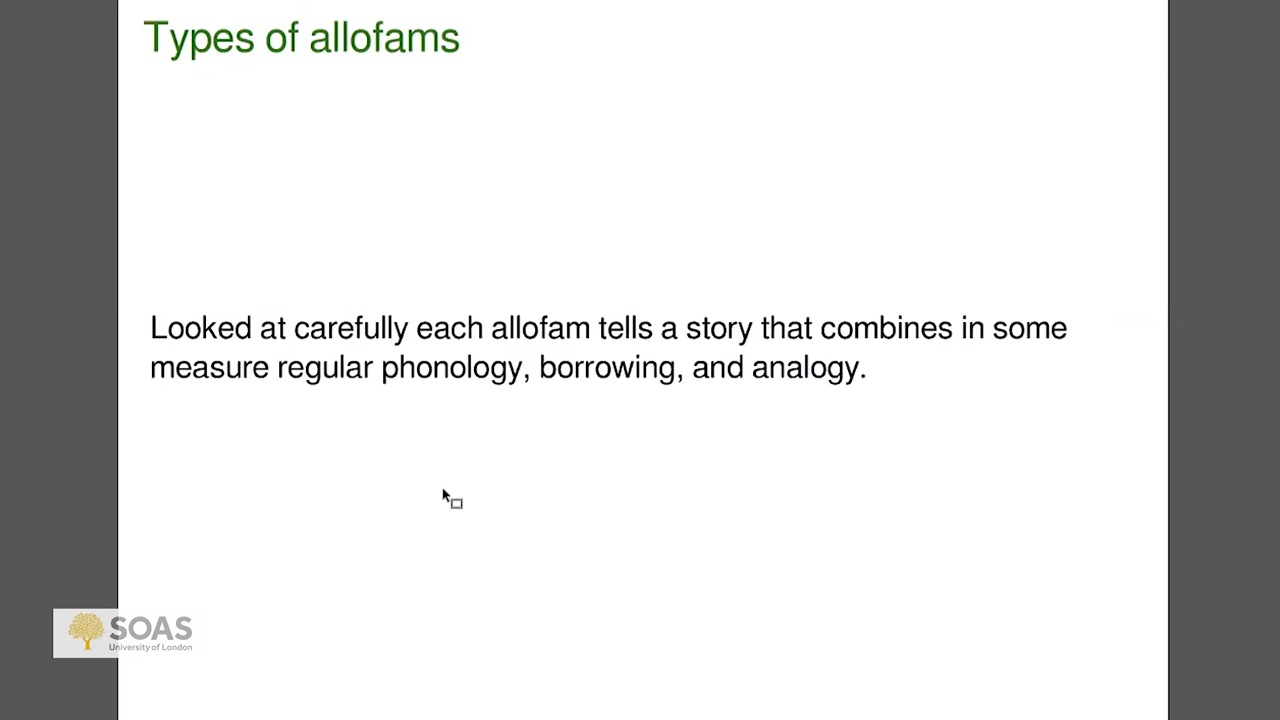 Types of allofams
Looked at carefully each allofam tells a story that combines in some
measure regular phonology, borrowing, and analogy.
SOAS
University of London